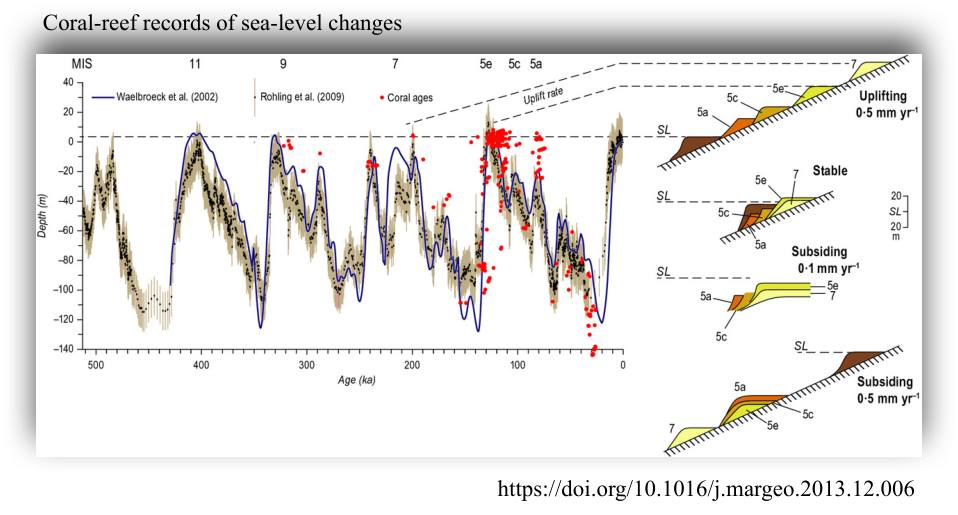 Coral-reef records of sea-level changes
MIS 11 9 7 5e 5c 5a
Waelbroeck et al. (2002) Rohling et al. (2009) Coral ages
Uplift rate
40
20
0
−20
−40
−60
−80
−100
−120
−140
Depth (m)
500 400 300 200 100 0
Age (ka)
7
5e
5c
5a
SL
Uplifting
0·5 mm yr⁻¹
Stable
SL
5e
7
5c
5a
20
SL
20
m
Subsiding
0·1 mm yr⁻¹
SL
5a
5e
7
5c
SL
Subsiding
0·5 mm yr⁻¹
5a
5c
5e
7
https://doi.org/10.1016/j.margeo.2013.12.006